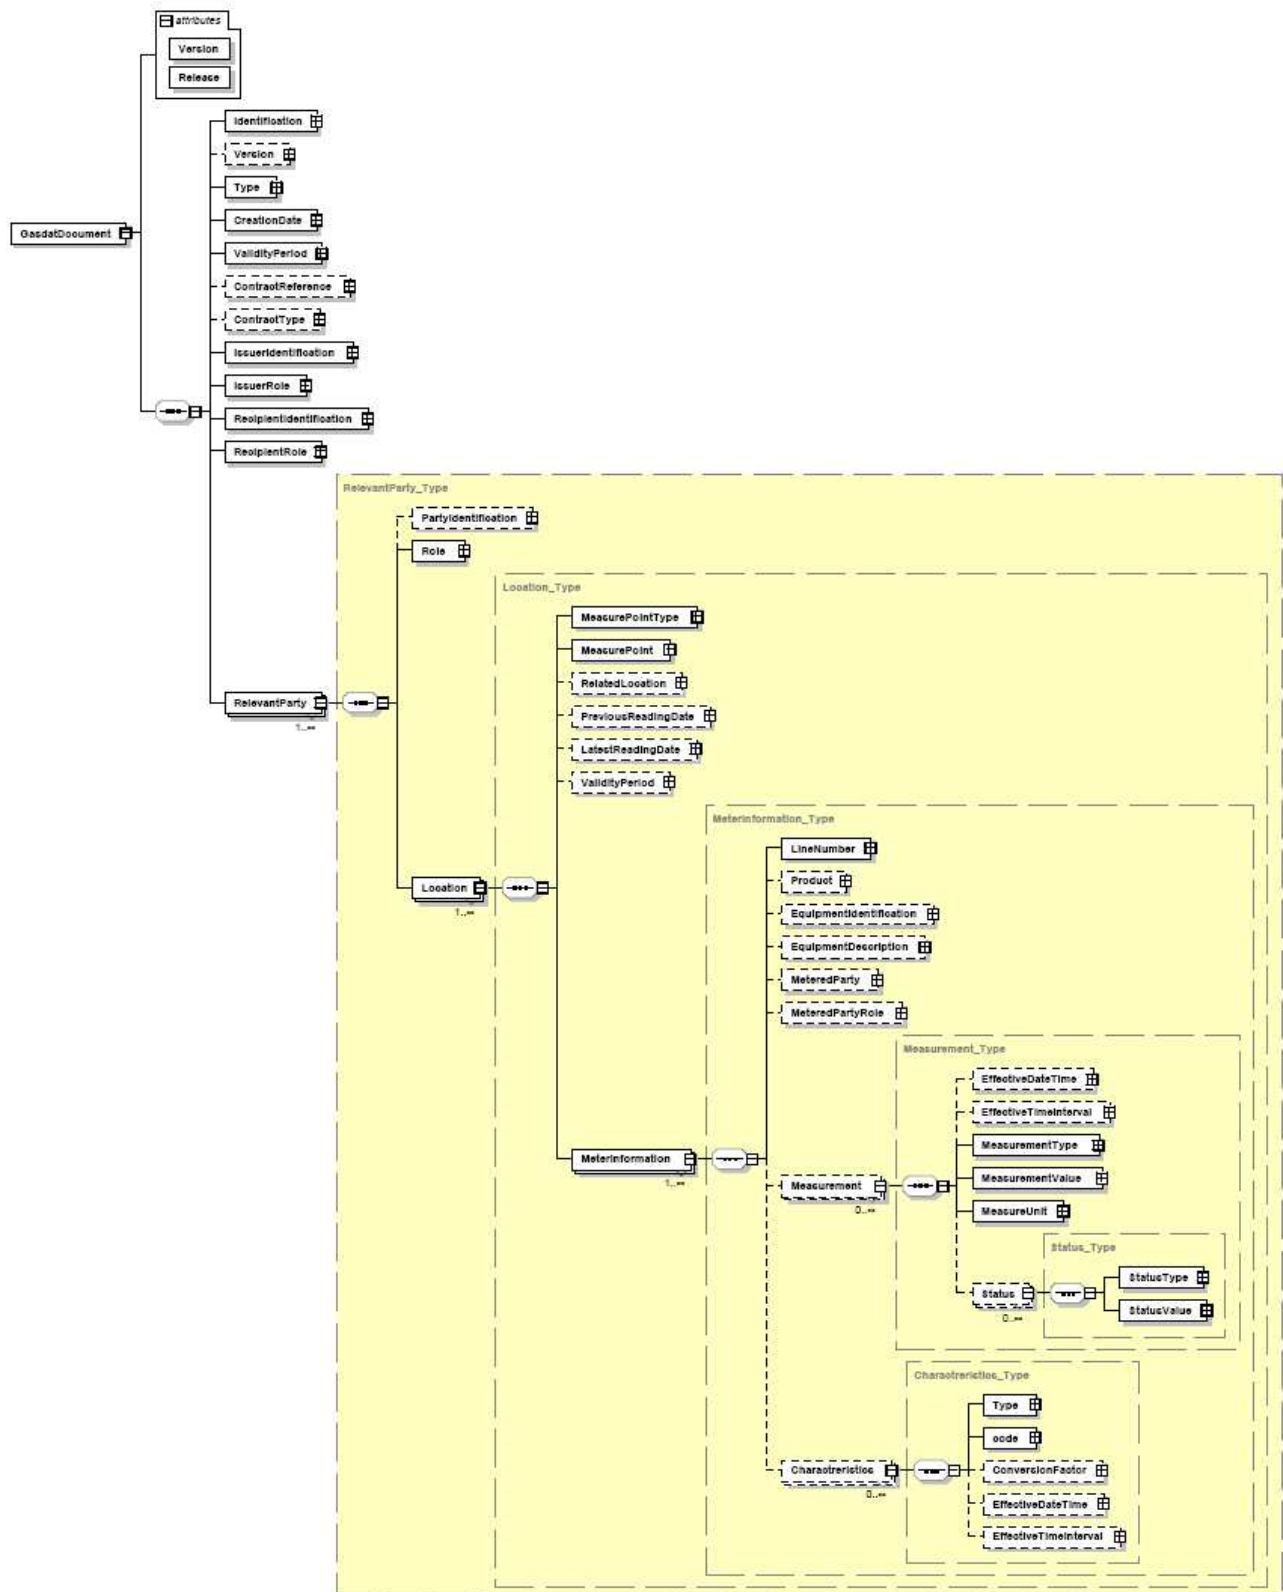 attributes
Version
Release
Identification
Version
Type
CreationDate
GasdatDocument
ValidityPeriod
ContractReference
ContractType
IssuerIdentification
IssuerRole
RecipientIdentification
RecipientRole
RelevantParty_Type
PartyIdentification
Role
Location_Type
MeasurePointType
MeasurePoint
RelatedLocation
RelevantParty
1..∞
PreviousReadingDate
LatestReadingDate
ValidityPeriod
MeterInformation_Type
LineNumber
Product
Location
1..∞
EquipmentIdentification
EquipmentDescription
MeteredParty
MeteredPartyRole
Measurement_Type
EffectiveDateTime
EffectiveTimeInterval
MeasurementType
MeterInformation
1..∞
MeasurementValue
Measurement
0..∞
MeasureUnit
Status_Type
StatusType
Status
0..∞
StatusValue
Charactreristics_Type
Type
code
Charactreristics
0..∞
ConversionFactor
EffectiveDateTime
EffectiveTimeInterval